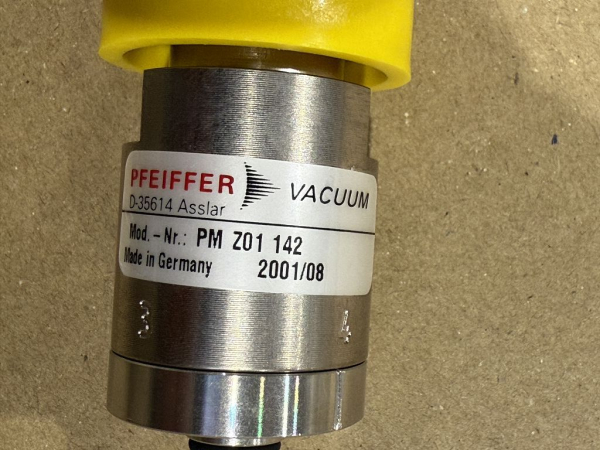 PFEIFFER VACUUM
D-35614 Asslar
Mod.-Nr.: PM Z01 142
Made in Germany 2001/08
3 4